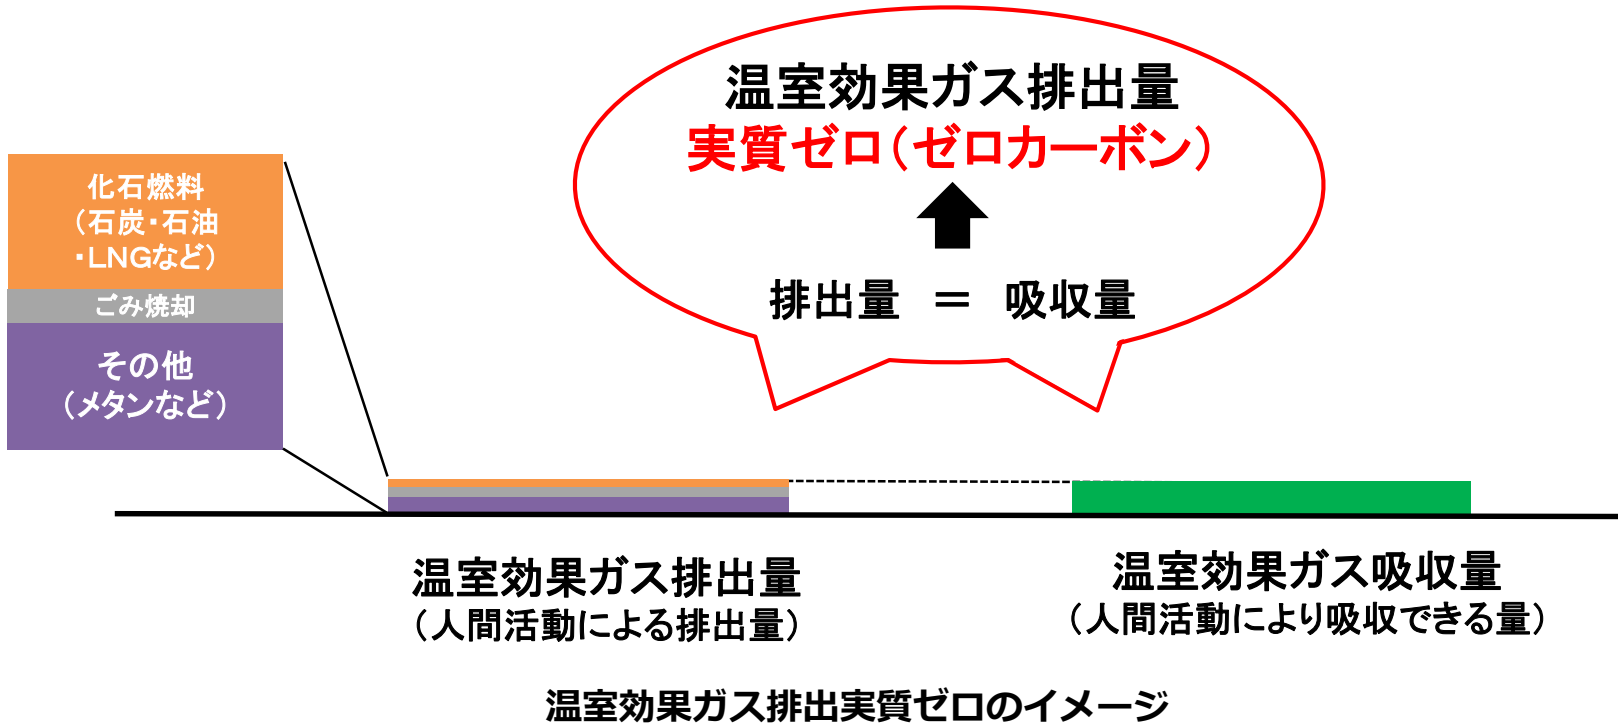 温室効果ガス排出量
実質ゼロ(ゼロカーボン)
排出量 = 吸収量
化石燃料
(石炭・石油
・LNGなど)
ごみ焼却
その他
(メタンなど)
温室効果ガス排出量
(人間活動による排出量)
温室効果ガス吸収量
(人間活動により吸収できる量)
温室効果ガス排出実質ゼロのイメージ